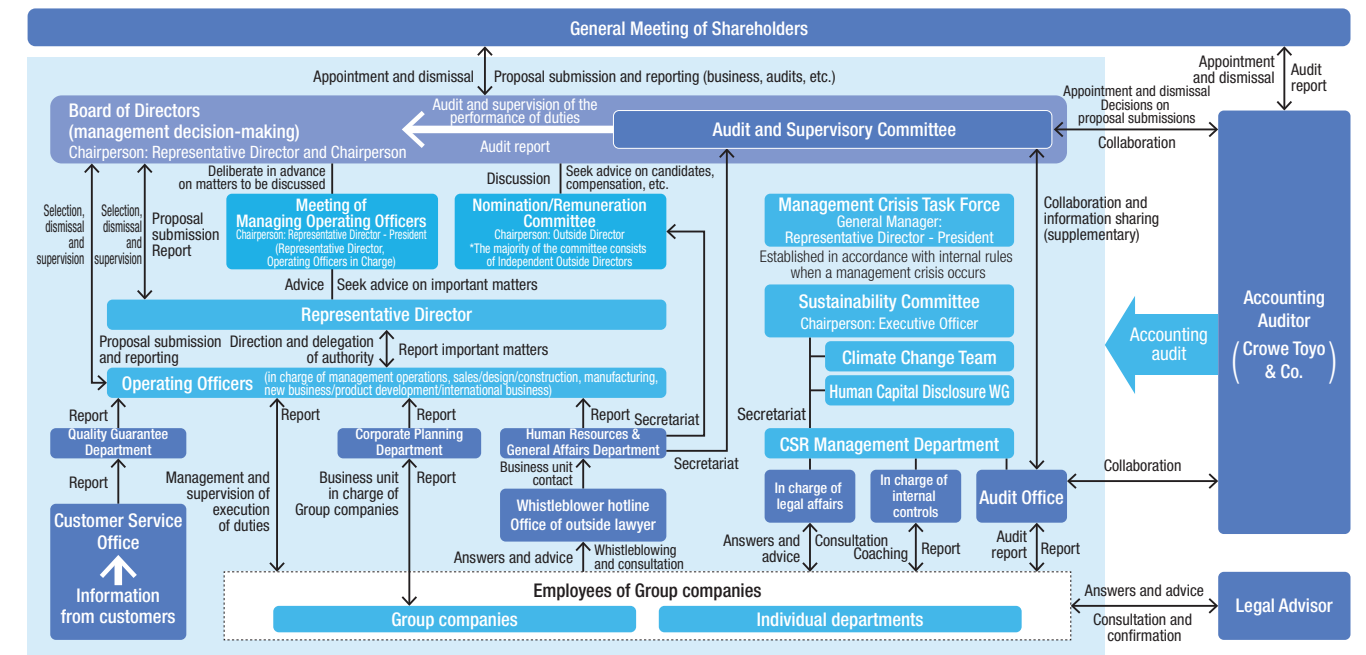 General Meeting of Shareholders
Appointment and dismissal
Proposal submission and reporting (business, audits, etc.)
Appointment
and dismissal
Audit
report
Board of Directors
(management decision-making)
Chairperson: Representative Director and Chairperson
Audit and supervision of the
performance of duties
Audit report
Audit and Supervisory Committee
Appointment and dismissal
Decisions on
proposal submissions
Collaboration
Selection,
dismissal
and
supervision
Selection,
dismissal
and
supervision
Proposal
submission
Report
Deliberate in advance
on matters to be discussed
Discussion
Seek advice on candidates,
compensation, etc.
Meeting of
Managing Operating Officers
Chairperson: Representative Director - President
(Representative Director,
Operating Officers in Charge)
Nomination/Remuneration
Committee
Chairperson: Outside Director
*The majority of the committee consists
of Independent Outside Directors
Management Crisis Task Force
General Manager:
Representative Director - President
Established in accordance with internal rules
when a management crisis occurs
Collaboration and
information sharing
(supplementary)
Advice
Seek advice on important matters
Representative Director
Sustainability Committee
Chairperson: Executive Officer
Climate Change Team
Human Capital Disclosure WG
Accounting
audit
Accounting
Auditor
(Crowe Toyo
& Co.)
Proposal submission
and reporting
Direction and delegation
of authority
Report important matters
Operating Officers
(in charge of management operations, sales/design/construction, manufacturing,
new business/product development/international business)
Report
Report
Report
Report
Secretariat
Secretariat
Secretariat
Quality Guarantee
Department
Corporate Planning
Department
Human Resources &
General Affairs Department
CSR Management Department
Report
Management and
supervision of
execution
of duties
Business unit
in charge of
Group companies
Report
Business unit
contact
Collaboration
Customer Service
Office
Information
from customers
Whistleblower hotline
Office of outside lawyer
In charge of
legal affairs
In charge of
internal
controls
Audit Office
Answers and advice
Whistleblowing
and consultation
Answers and
advice
Consultation
Coaching
Report
Audit
report
Report
Employees of Group companies
Group companies
Individual departments
Answers and advice
Consultation and
confirmation
Legal Advisor